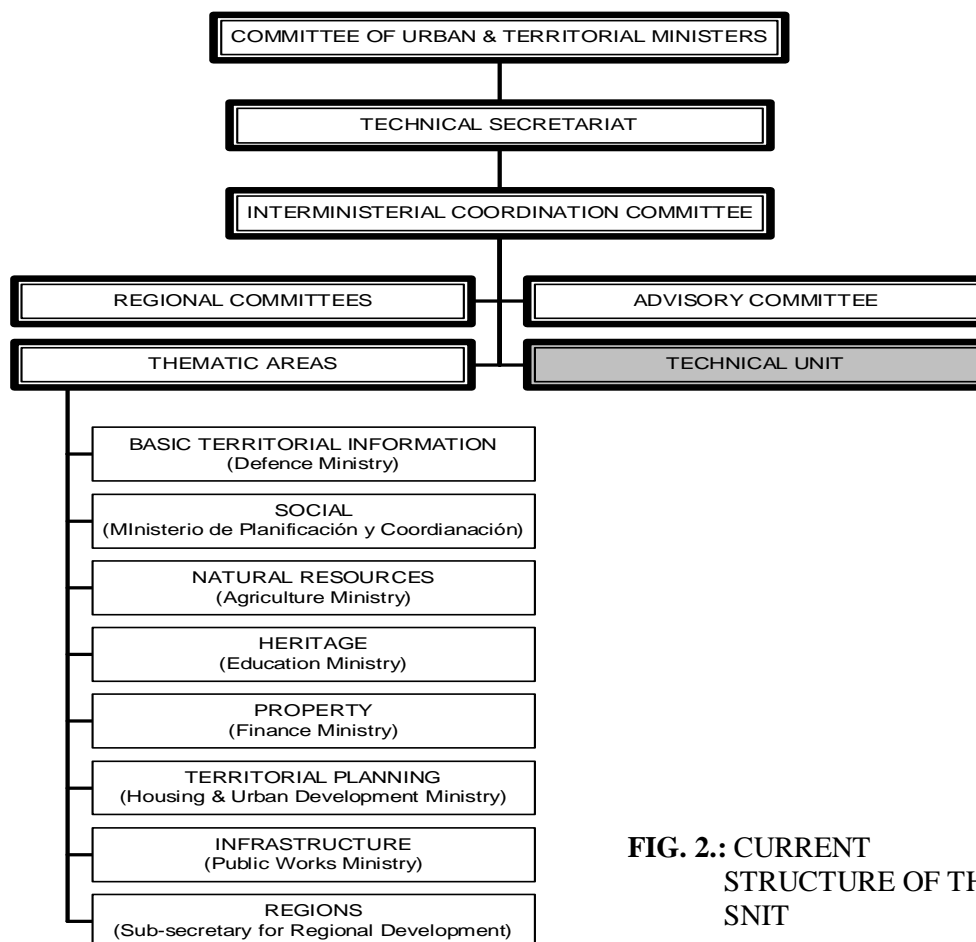 COMMITTEE OF URBAN & TERRITORIAL MINISTERS
TECHNICAL SECRETARIAT
INTERMINISTERIAL COORDINATION COMMITTEE
REGIONAL COMMITTEES
ADVISORY COMMITTEE
THEMATIC AREAS
TECHNICAL UNIT
BASIC TERRITORIAL INFORMATION
(Defence Ministry)
SOCIAL
(MInisterio de Planificación y Coordianación)
NATURAL RESOURCES
(Agriculture Ministry)
HERITAGE
(Education Ministry)
PROPERTY
(Finance Ministry)
TERRITORIAL PLANNING
(Housing & Urban Development Ministry)
INFRASTRUCTURE
(Public Works Ministry)
REGIONS
(Sub-secretary for Regional Development)
FIG. 2.: CURRENT
STRUCTURE OF
SNIT